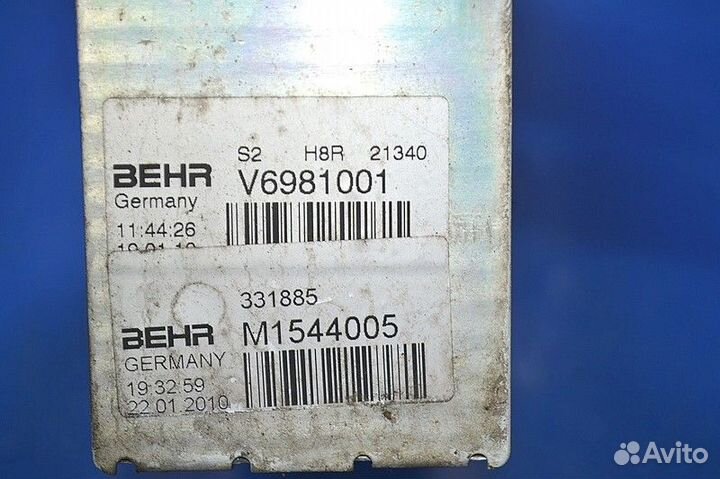 S2 H8R 21340
BEHR V6981001
Germany
11:44:26
331885
BEHR M1544005
GERMANY
19:32:59
22.01.2010
Avito